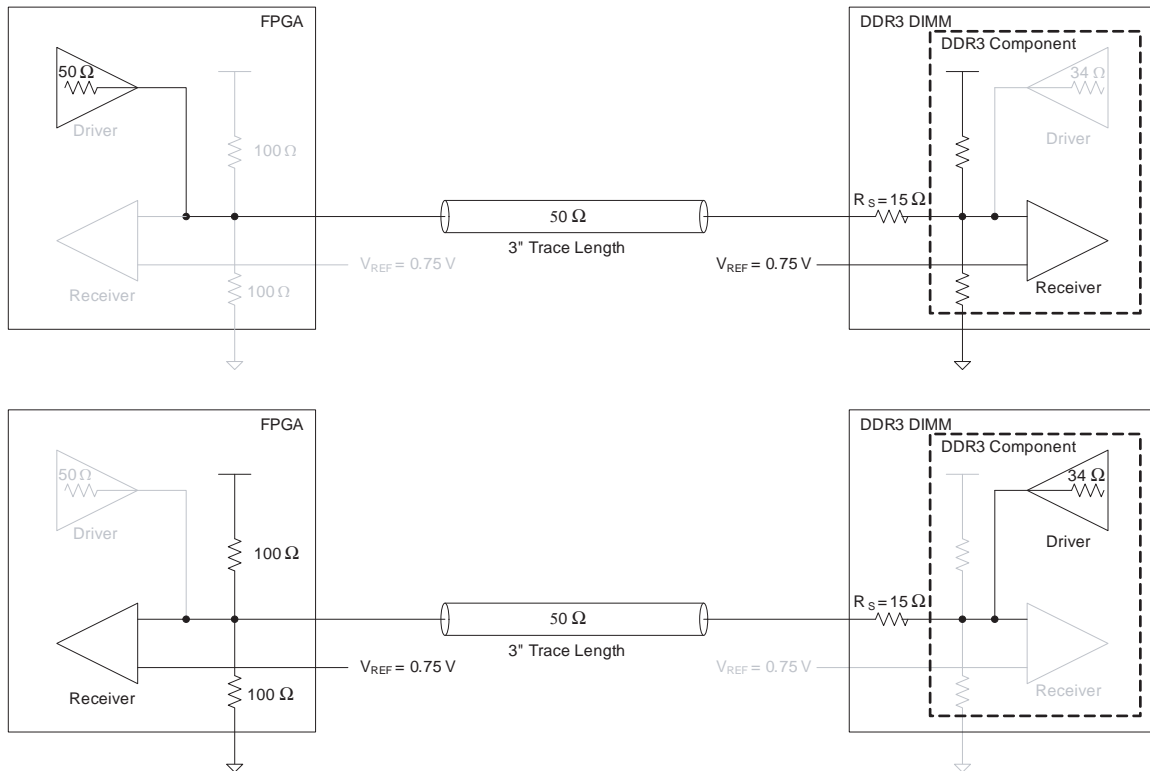 FPGA
DDR3 DIMM
DDR3 Component
50 Ω
34 Ω
Driver
Driver
100 Ω
R S = 15 Ω
50 Ω
3" Trace Length
VREF = 0.75 V
VREF = 0.75 V
Receiver
100 Ω
Receiver
FPGA
DDR3 DIMM
DDR3 Component
50 Ω
34 Ω
Driver
Driver
100 Ω
R S = 15 Ω
50 Ω
3" Trace Length
VREF = 0.75 V
VREF = 0.75 V
Receiver
100 Ω
Receiver